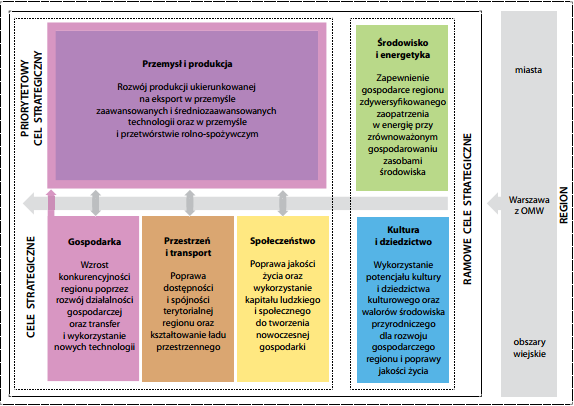 PRIORYTETOWY
CEL STRATEGICZNY
Przemysł i produkcja
Rozwój produkcji ukierunkowanej
na eksport w przemyśle
zaawansowanych i średniozaawansowanych
technologii oraz w przemyśle
i przetwórstwie rolno-spożywczym
Środowisko
i energetyka
Zapewnienie
gospodarce regionu
zdywersyfikowanego
zaopatrzenia
w energię przy
zrównoważonym
gospodarowaniu
zasobami
środowiska
CELE STRATEGICZNE
Gospodarka
Wzrost
konkurencyjności
regionu poprzez
rozwój działalności
gospodarczej
oraz transfer
i wykorzystanie
nowych technologii
Przestrzeń
i transport
Poprawa
dostępności
i spójności
terytorialnej
regionu oraz
kształtowanie ładu
przestrzennego
Społeczeństwo
Poprawa jakości
życia oraz
wykorzystanie
kapitału ludzkiego
i społecznego
do tworzenia
nowoczesnej
gospodarki
Kultura
i dziedzictwo
Wykorzystanie
potencjału kultury
i dziedzictwa
kulturowego oraz
walorów środowiska
przyrodniczego
dla rozwoju
gospodarczego
regionu i poprawy
jakości życia
RAMOWE CELE STRATEGICZNE
miasta
Warszawa
z OMW
obszary
wiejskie
REGION